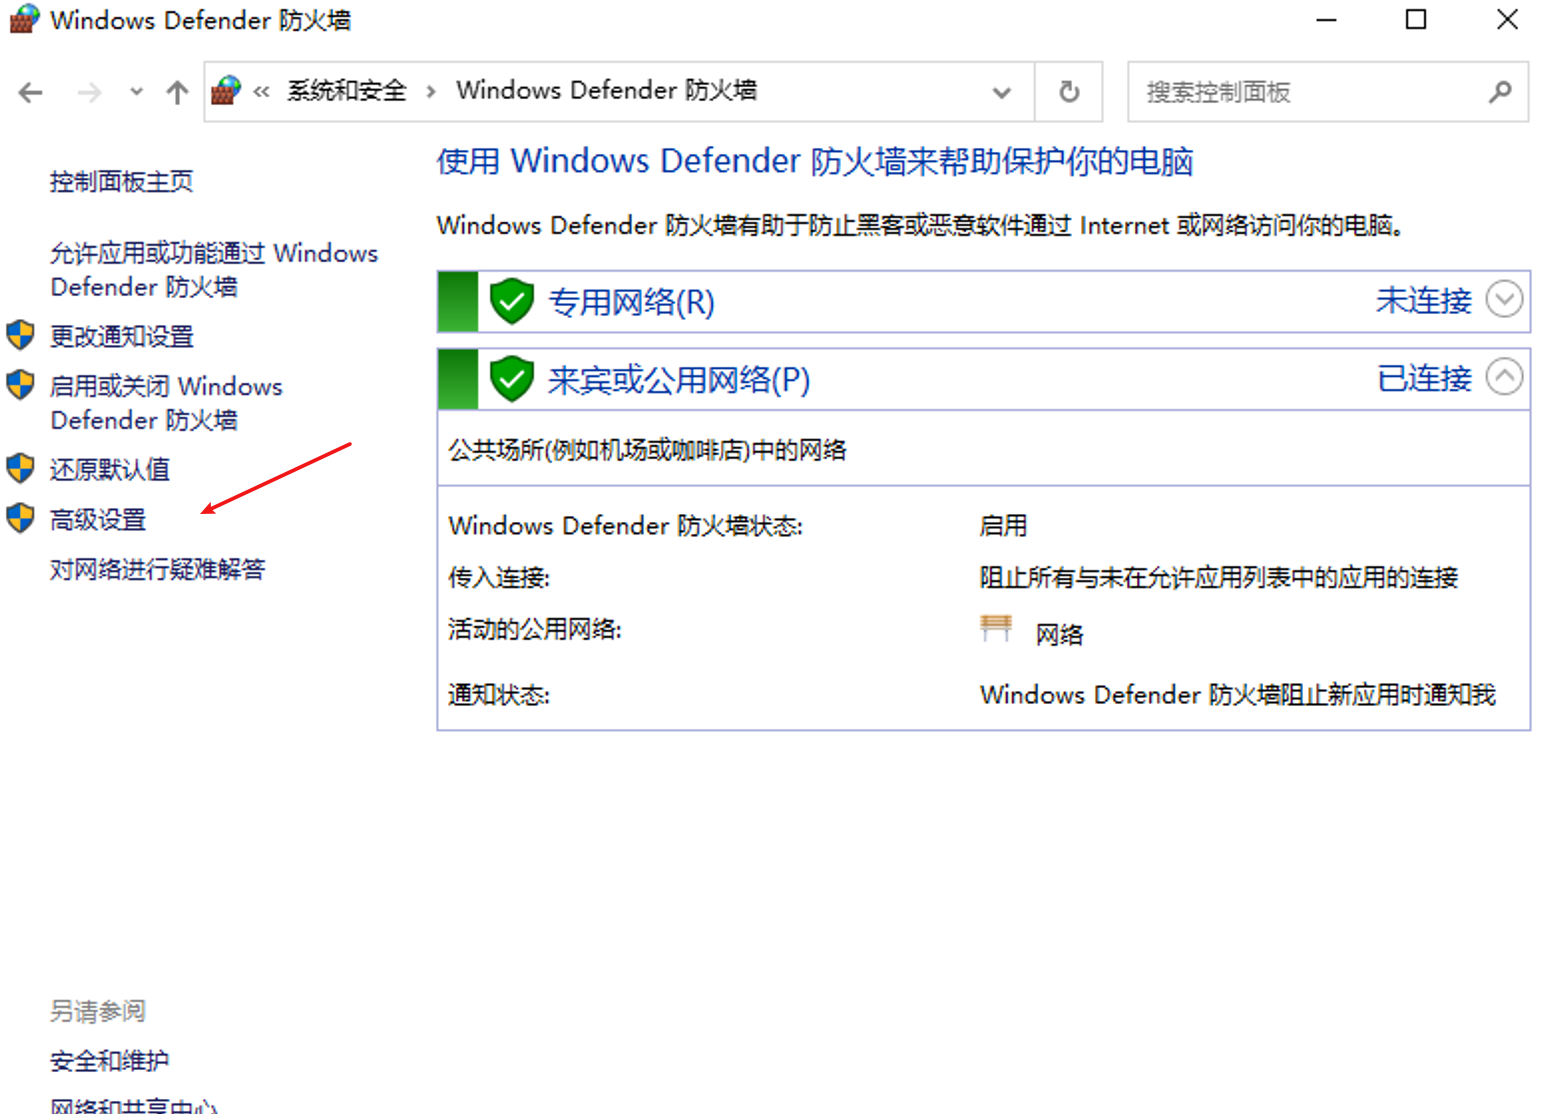 Windows Defender 防火墙
« 系统和安全 › Windows Defender 防火墙
搜索控制面板
控制面板主页
允许应用或功能通过 Windows
Defender 防火墙
更改通知设置
启用或关闭 Windows
Defender 防火墙
还原默认值
高级设置
对网络进行疑难解答
使用 Windows Defender 防火墙来帮助保护你的电脑
Windows Defender 防火墙有助于防止黑客或恶意软件通过 Internet 或网络访问你的电脑。
专用网络(R) 未连接
来宾或公用网络(P) 已连接
公共场所(例如机场或咖啡店)中的网络
Windows Defender 防火墙状态: 启用
传入连接: 阻止所有与未在允许应用列表中的应用的连接
活动的公用网络: 网络
通知状态: Windows Defender 防火墙阻止新应用时通知我
另请参阅
安全和维护
网络和共享中心